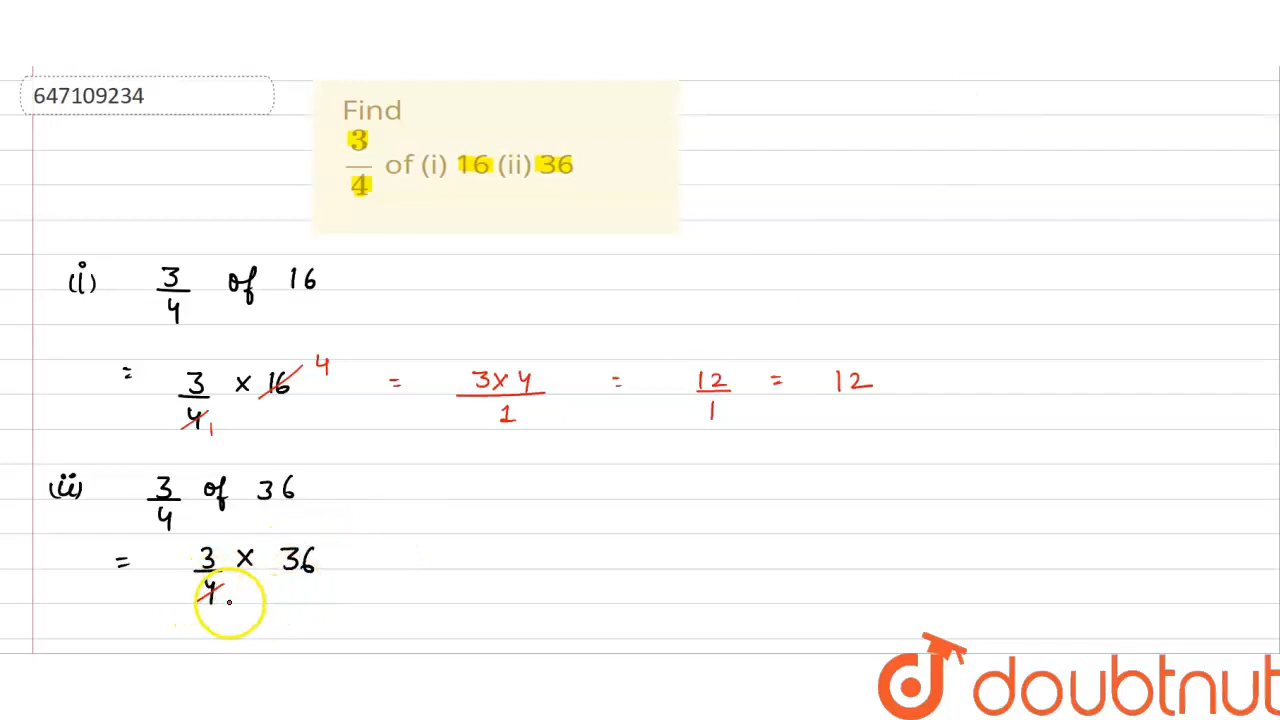 647109234
Find
3/4 of (i) 16 (ii) 36
(i) 3/4 of 16
= 3/4 1 × 16 4 = 3×4/1 = 12/1 = 12
(ii) 3/4 of 36
= 3/4 × 36
doubtnut